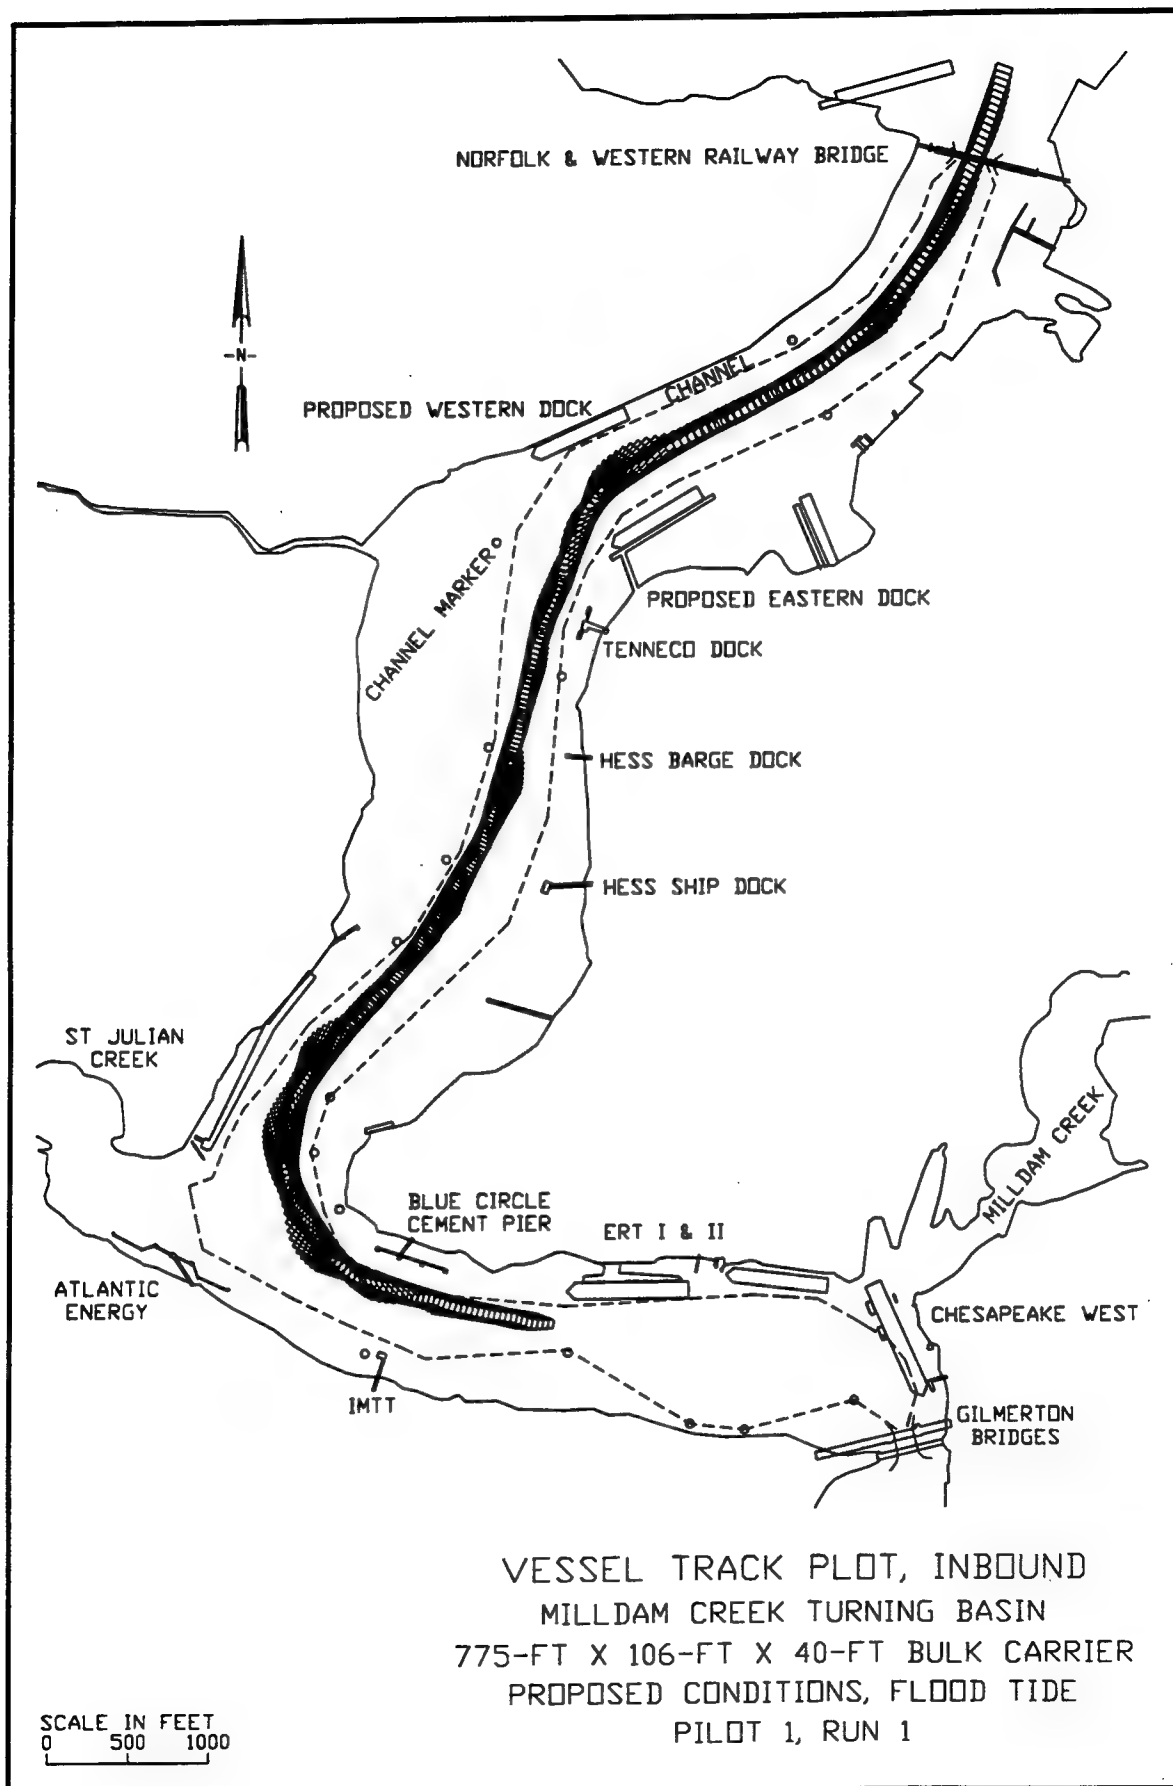 NORFOLK & WESTERN RAILWAY BRIDGE
-N-
CHANNEL
PROPOSED WESTERN DOCK
CHANNEL MARKER
PROPOSED EASTERN DOCK
TENNECO DOCK
HESS BARGE DOCK
HESS SHIP DOCK
ST JULIAN
CREEK
MILLDAM CREEK
BLUE CIRCLE
CEMENT PIER
ERT I & II
ATLANTIC
ENERGY
CHESAPEAKE WEST
IMTT
GILMERTON
BRIDGES
VESSEL TRACK PLOT, INBOUND
MILLDAM CREEK TURNING BASIN
775-FT X 106-FT X 40-FT BULK CARRIER
PROPOSED CONDITIONS, FLOOD TIDE
PILOT 1, RUN 1
SCALE IN FEET
0 500 1000